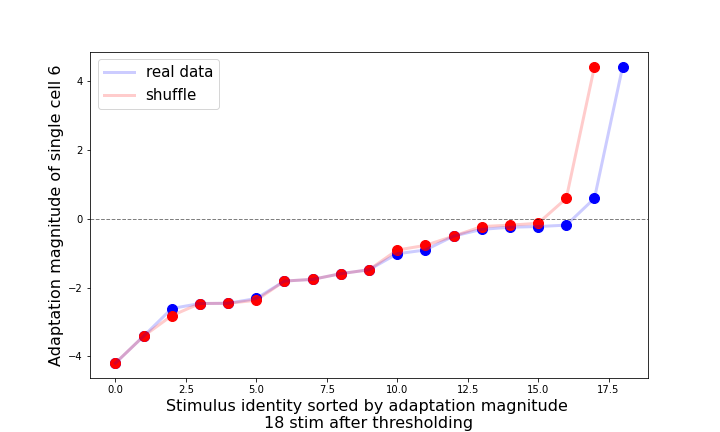 real data
shuffle
Adaptation magnitude of single cell 6
4
2
0
−2
−4
0.0 2.5 5.0 7.5 10.0 12.5 15.0 17.5
Stimulus identity sorted by adaptation magnitude
18 stim after thresholding